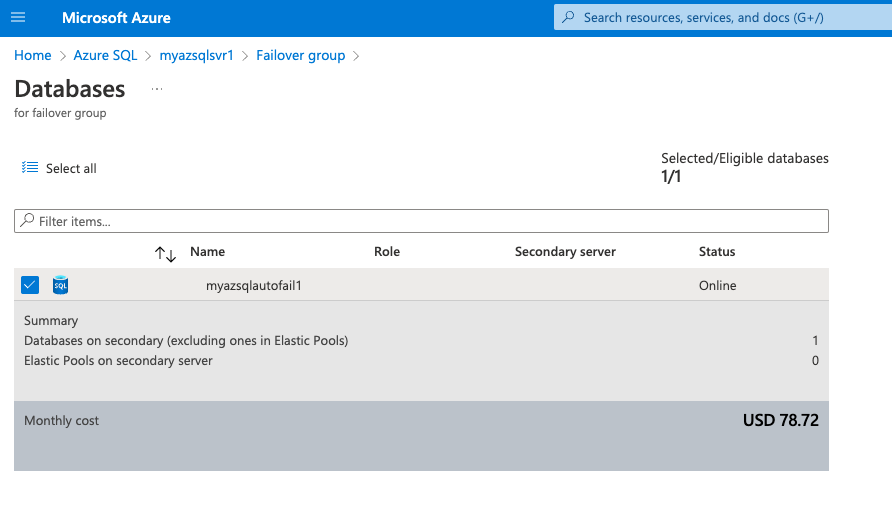 Microsoft Azure
Search resources, services, and docs (G+/)
Home > Azure SQL > myazsqlsvr1 > Failover group >
Databases ...
for failover group
Select all
Selected/Eligible databases
1/1
Filter items...
Name Role Secondary server Status
SQL myazsqlautofail1 Online
Summary
Databases on secondary (excluding ones in Elastic Pools) 1
Elastic Pools on secondary server 0
Monthly cost USD 78.72